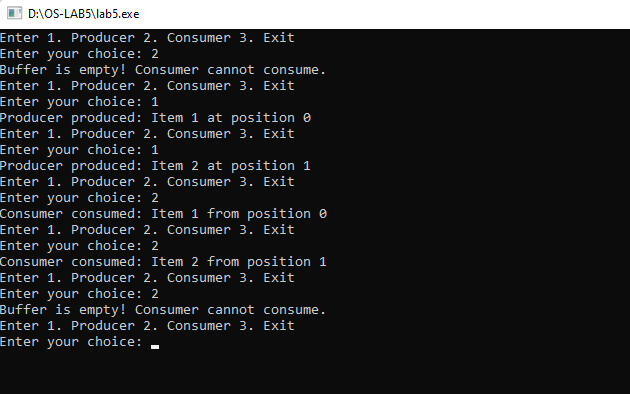 D:\OS-LAB5\lab5.exe
Enter 1. Producer 2. Consumer 3. Exit
Enter your choice: 2
Buffer is empty! Consumer cannot consume.
Enter 1. Producer 2. Consumer 3. Exit
Enter your choice: 1
Producer produced: Item 1 at position 0
Enter 1. Producer 2. Consumer 3. Exit
Enter your choice: 1
Producer produced: Item 2 at position 1
Enter 1. Producer 2. Consumer 3. Exit
Enter your choice: 2
Consumer consumed: Item 1 from position 0
Enter 1. Producer 2. Consumer 3. Exit
Enter your choice: 2
Consumer consumed: Item 2 from position 1
Enter 1. Producer 2. Consumer 3. Exit
Enter your choice: 2
Buffer is empty! Consumer cannot consume.
Enter 1. Producer 2. Consumer 3. Exit
Enter your choice: